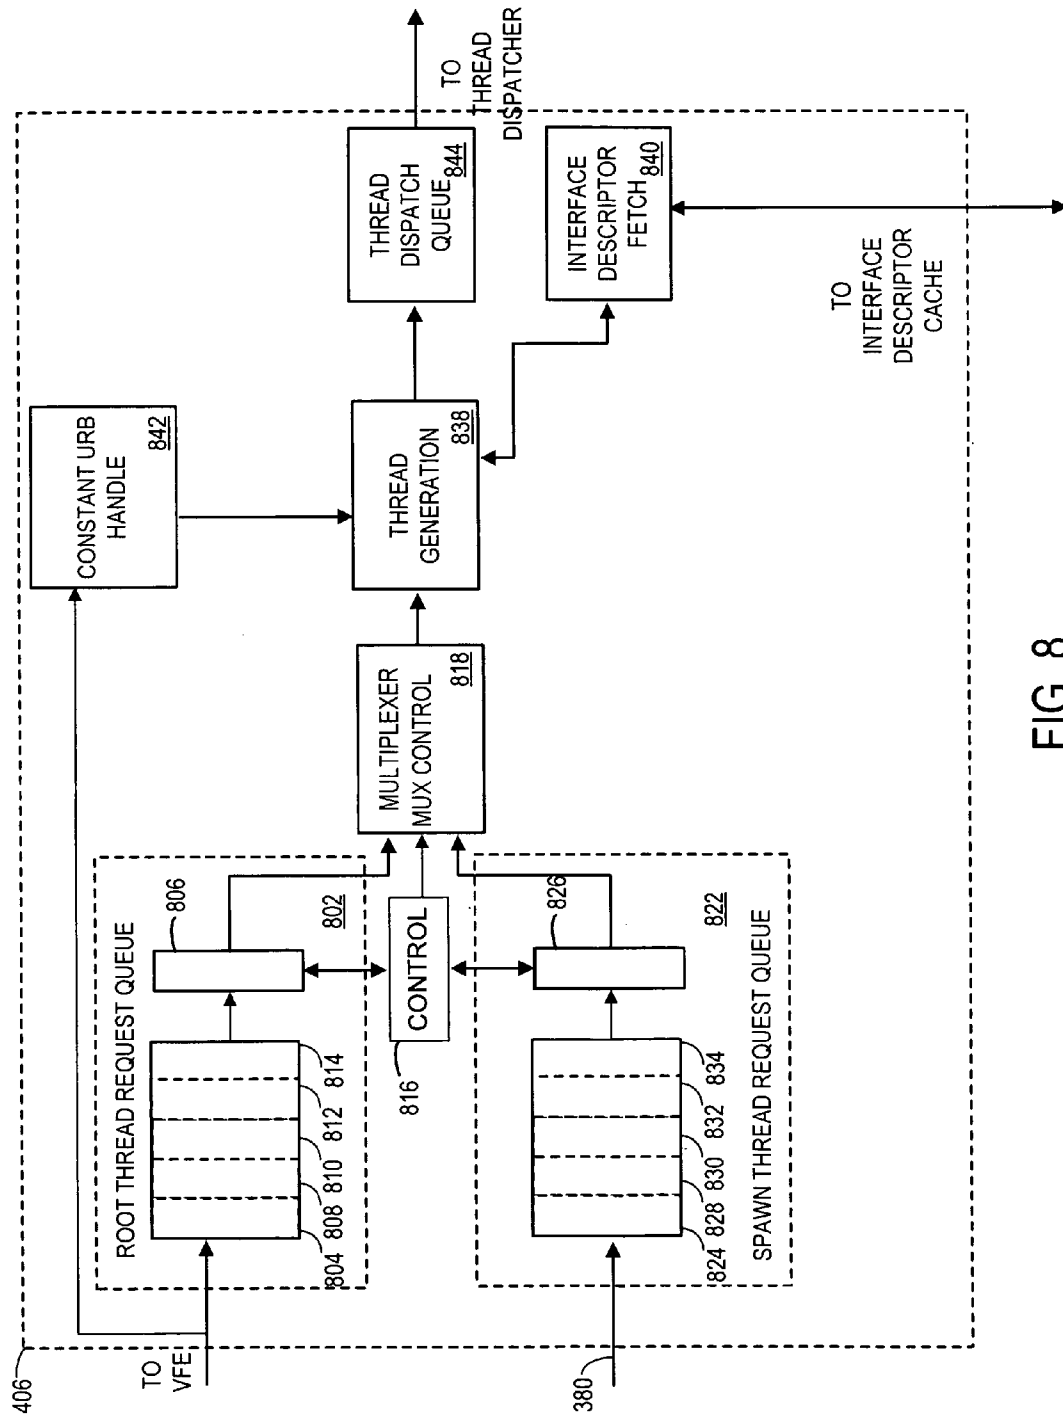 406
TO
VFE
380
ROOT THREAD REQUEST QUEUE
804
808
810
812
814
806
802
816
CONTROL
SPAWN THREAD REQUEST QUEUE
824
828
830
832
834
826
822
MULTIPLEXER
MUX CONTROL
818
CONSTANT URB
HANDLE
842
THREAD
GENERATION
838
THREAD
DISPATCH
QUEUE
844
INTERFACE
DESCRIPTOR
FETCH
840
TO
THREAD
DISPATCHER
TO
INTERFACE
DESCRIPTOR
CACHE
FIG. 8